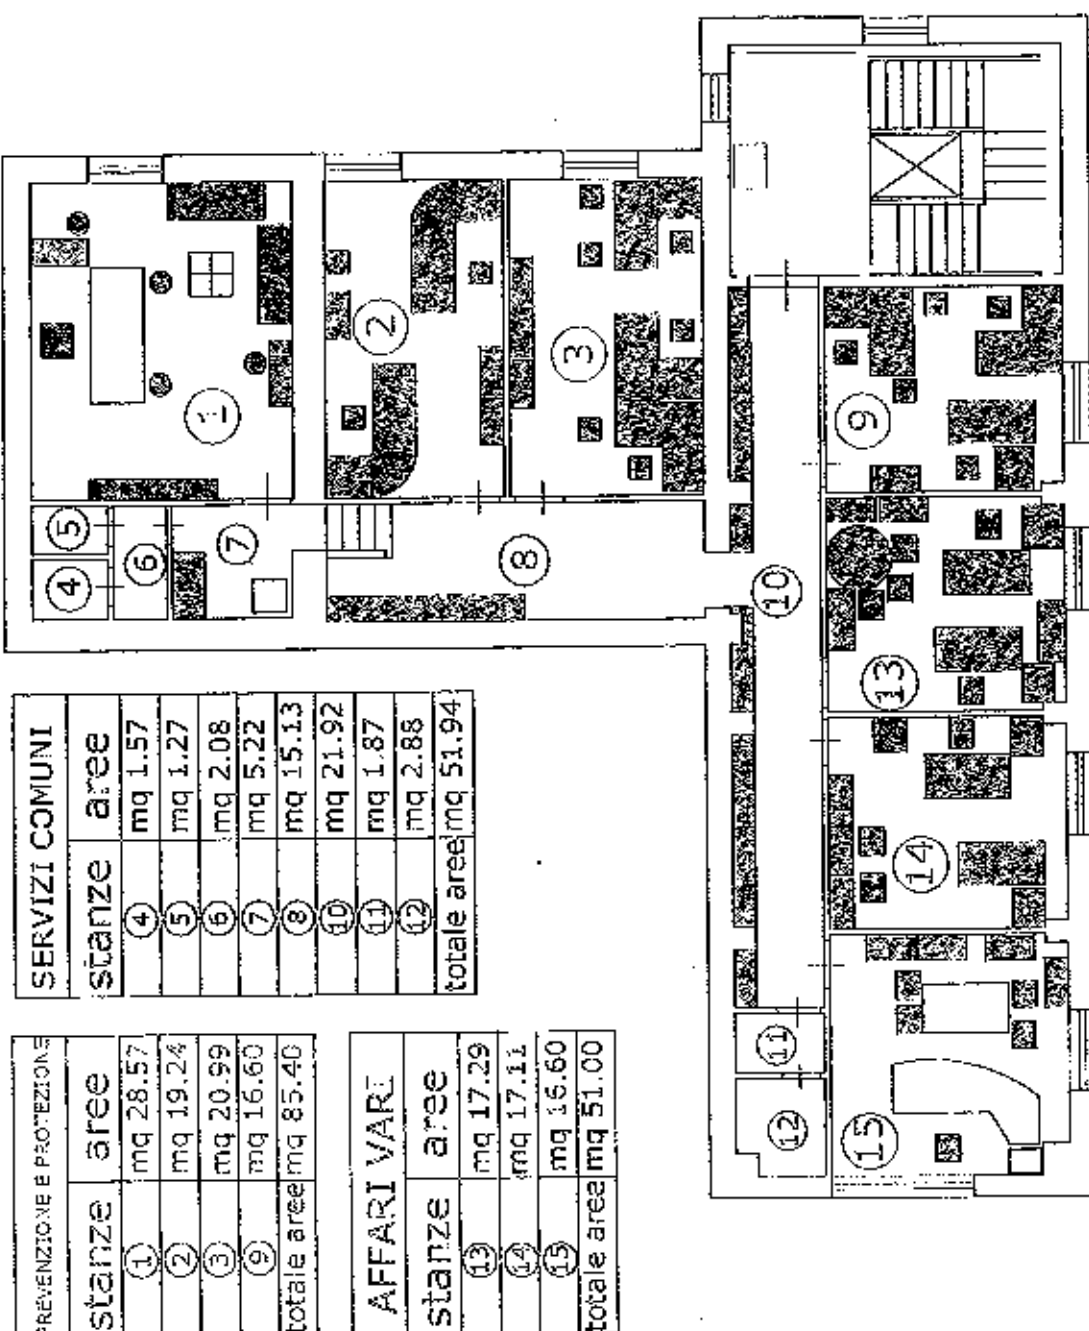 SERVIZI COMUNI
stanze aree
4 mq 1.57
5 mq 1.27
6 mq 2.08
7 mq 5.22
8 mq 15.13
10 mq 21.92
11 mq 1.87
12 mq 2.88
totale aree mq 51.94
PREVENZIONE E PROTEZIONE
stanze aree
1 mq 28.57
2 mq 19.24
3 mq 20.99
9 mq 16.60
totale aree mq 85.40
AFFARI VARI
stanze aree
13 mq 17.29
14 mq 17.11
15 mq 16.60
totale aree mq 51.00
1
2
3
4
5
6
7
8
9
10
11
12
13
14
15